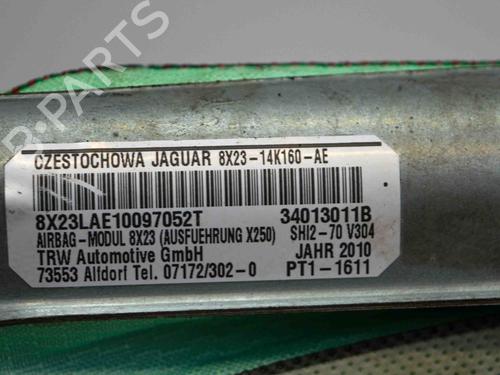 CZESTOCHOWA JAGUAR 8X23-14K160-AE
8X23LAE10097052T 34013011B
AIRBAG-MODUL 8X23 (AUSFUEHRUNG X250) SHI2-70 V304
TRW Automotive GmbH JAHR 2010
73553 Alfdorf Tel. 07172/302-0 PT1-1611
B-PARTS